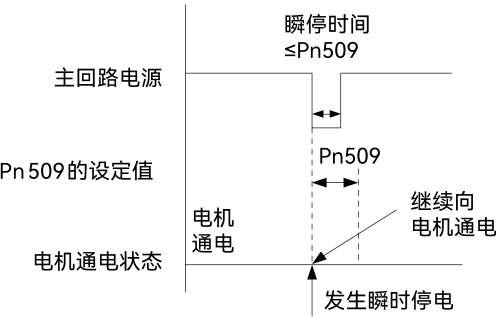 瞬停时间
≤Pn509
主回路电源
Pn509
Pn509的设定值
继续向
电机通电
电机
通电
电机通电状态
发生瞬时停电